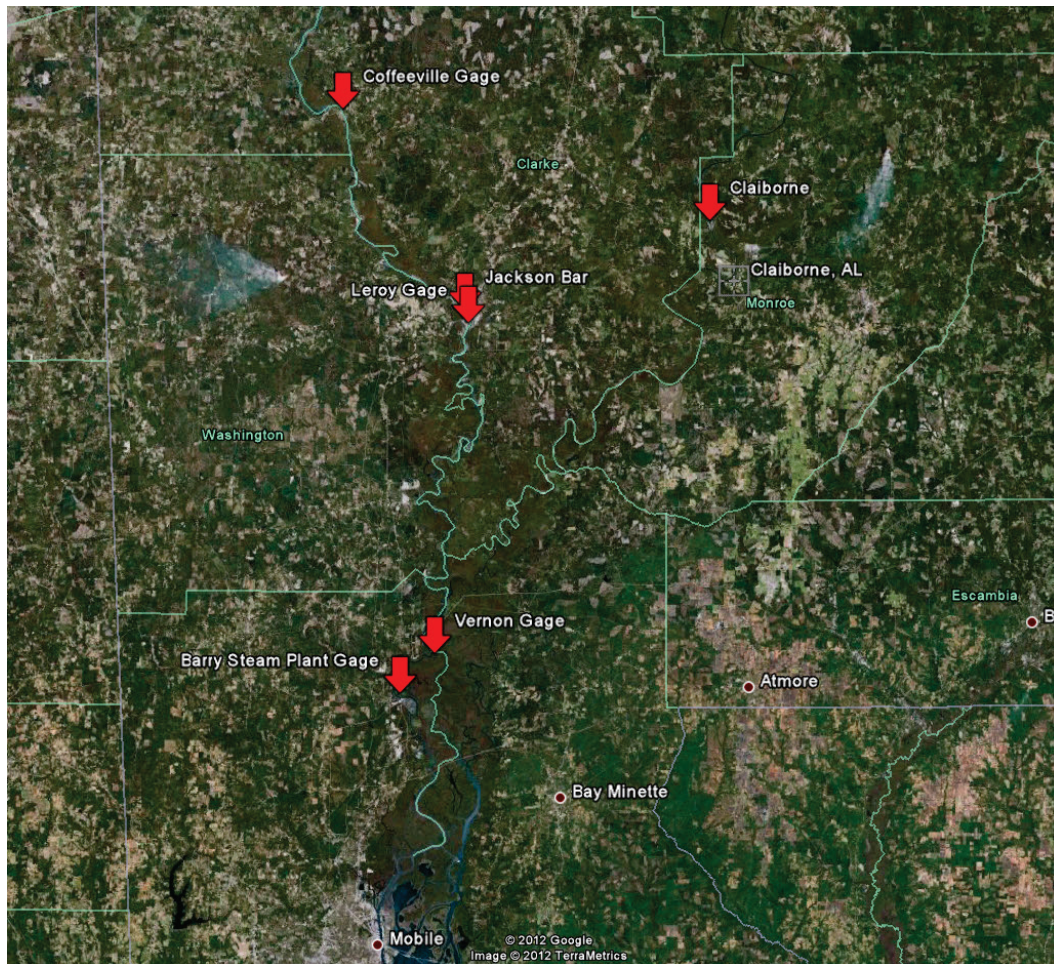 Coffeeville Gage
Clarke
Claiborne
Claiborne, AL
Jackson Bar
Leroy Gage
Monroe
Washington
Escambia
B
Vernon Gage
Barry Steam Plant Gage
Atmore
Bay Minette
Mobile
© 2012 Google
Image © 2012 TerraMetrics